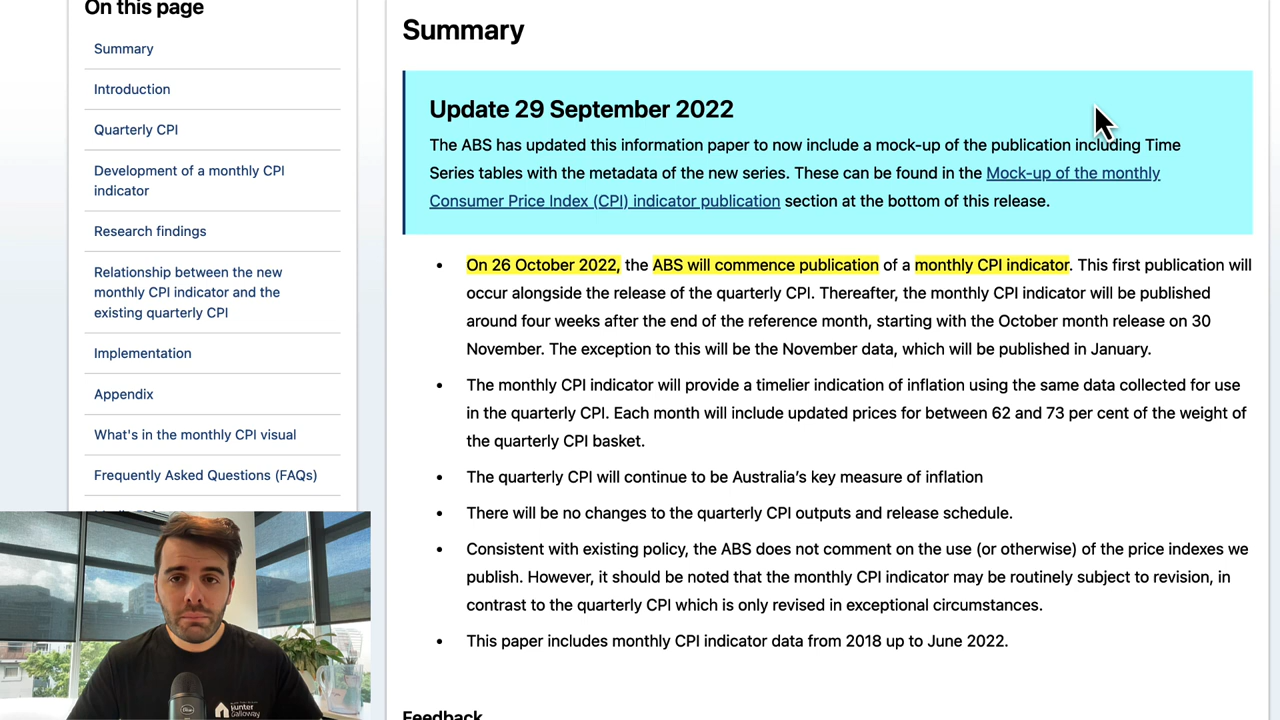 On this page
Summary
Introduction
Quarterly CPI
Development of a monthly CPI
indicator
Research findings
Relationship between the new
monthly CPI indicator and the
existing quarterly CPI
Implementation
Appendix
What's in the monthly CPI visual
Frequently Asked Questions (FAQs)
Summary
Update 29 September 2022
The ABS has updated this information paper to now include a mock-up of the publication including Time
Series tables with the metadata of the new series. These can be found in the Mock-up of the monthly
Consumer Price Index (CPI) indicator publication section at the bottom of this release.
• On 26 October 2022, the ABS will commence publication of a monthly CPI indicator. This first publication will
occur alongside the release of the quarterly CPI. Thereafter, the monthly CPI indicator will be published
around four weeks after the end of the reference month, starting with the October month release on 30
November. The exception to this will be the November data, which will be published in January.
• The monthly CPI indicator will provide a timelier indication of inflation using the same data collected for use
in the quarterly CPI. Each month will include updated prices for between 62 and 73 per cent of the weight of
the quarterly CPI basket.
• The quarterly CPI will continue to be Australia’s key measure of inflation
• There will be no changes to the quarterly CPI outputs and release schedule.
• Consistent with existing policy, the ABS does not comment on the use (or otherwise) of the price indexes we
publish. However, it should be noted that the monthly CPI indicator may be routinely subject to revision, in
contrast to the quarterly CPI which is only revised in exceptional circumstances.
• This paper includes monthly CPI indicator data from 2018 up to June 2022.
Feedback
Hunter
Galloway